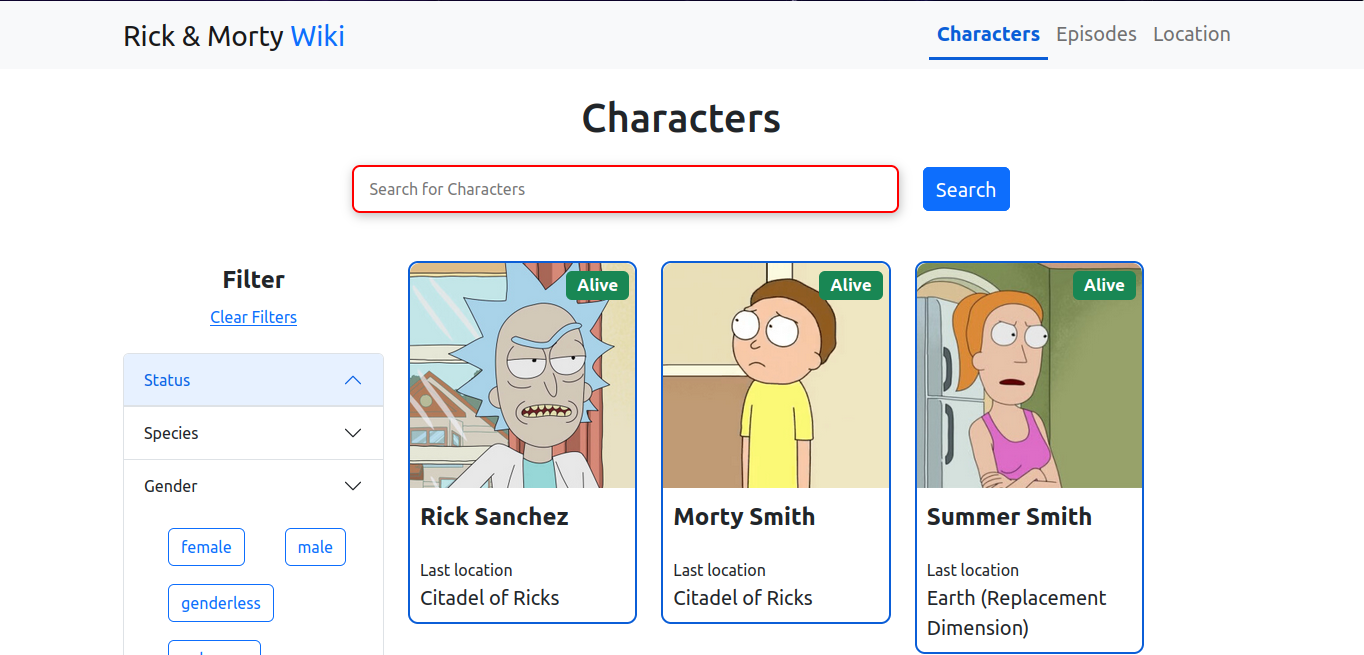 Rick & Morty Wiki
Characters Episodes Location
Characters
Search for Characters
Search
Filter
Clear Filters
Status
Species
Gender
female
male
genderless
Alive
Rick Sanchez
Last location
Citadel of Ricks
Alive
Morty Smith
Last location
Citadel of Ricks
Alive
Summer Smith
Last location
Earth (Replacement
Dimension)